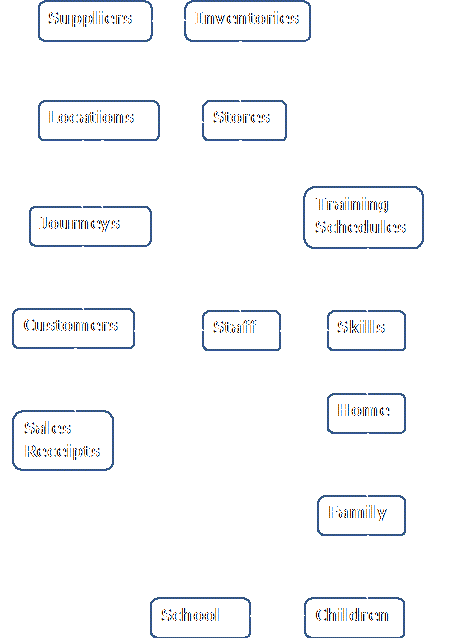 Suppliers
Inventories
Locations
Stores
Training
Schedules
Journeys
Customers
Staff
Skills
Home
Sales
Receipts
Family
School
Children